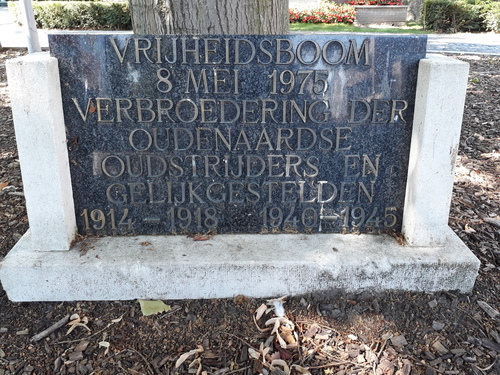 VRIJHEIDSBOOM
8 MEI 1975
VERBROEDERING DER
OUDENAARDSE
OUDSTRIJDERS EN
GELIJKGESTELDEN
1914 - 1918 1940 - 1945